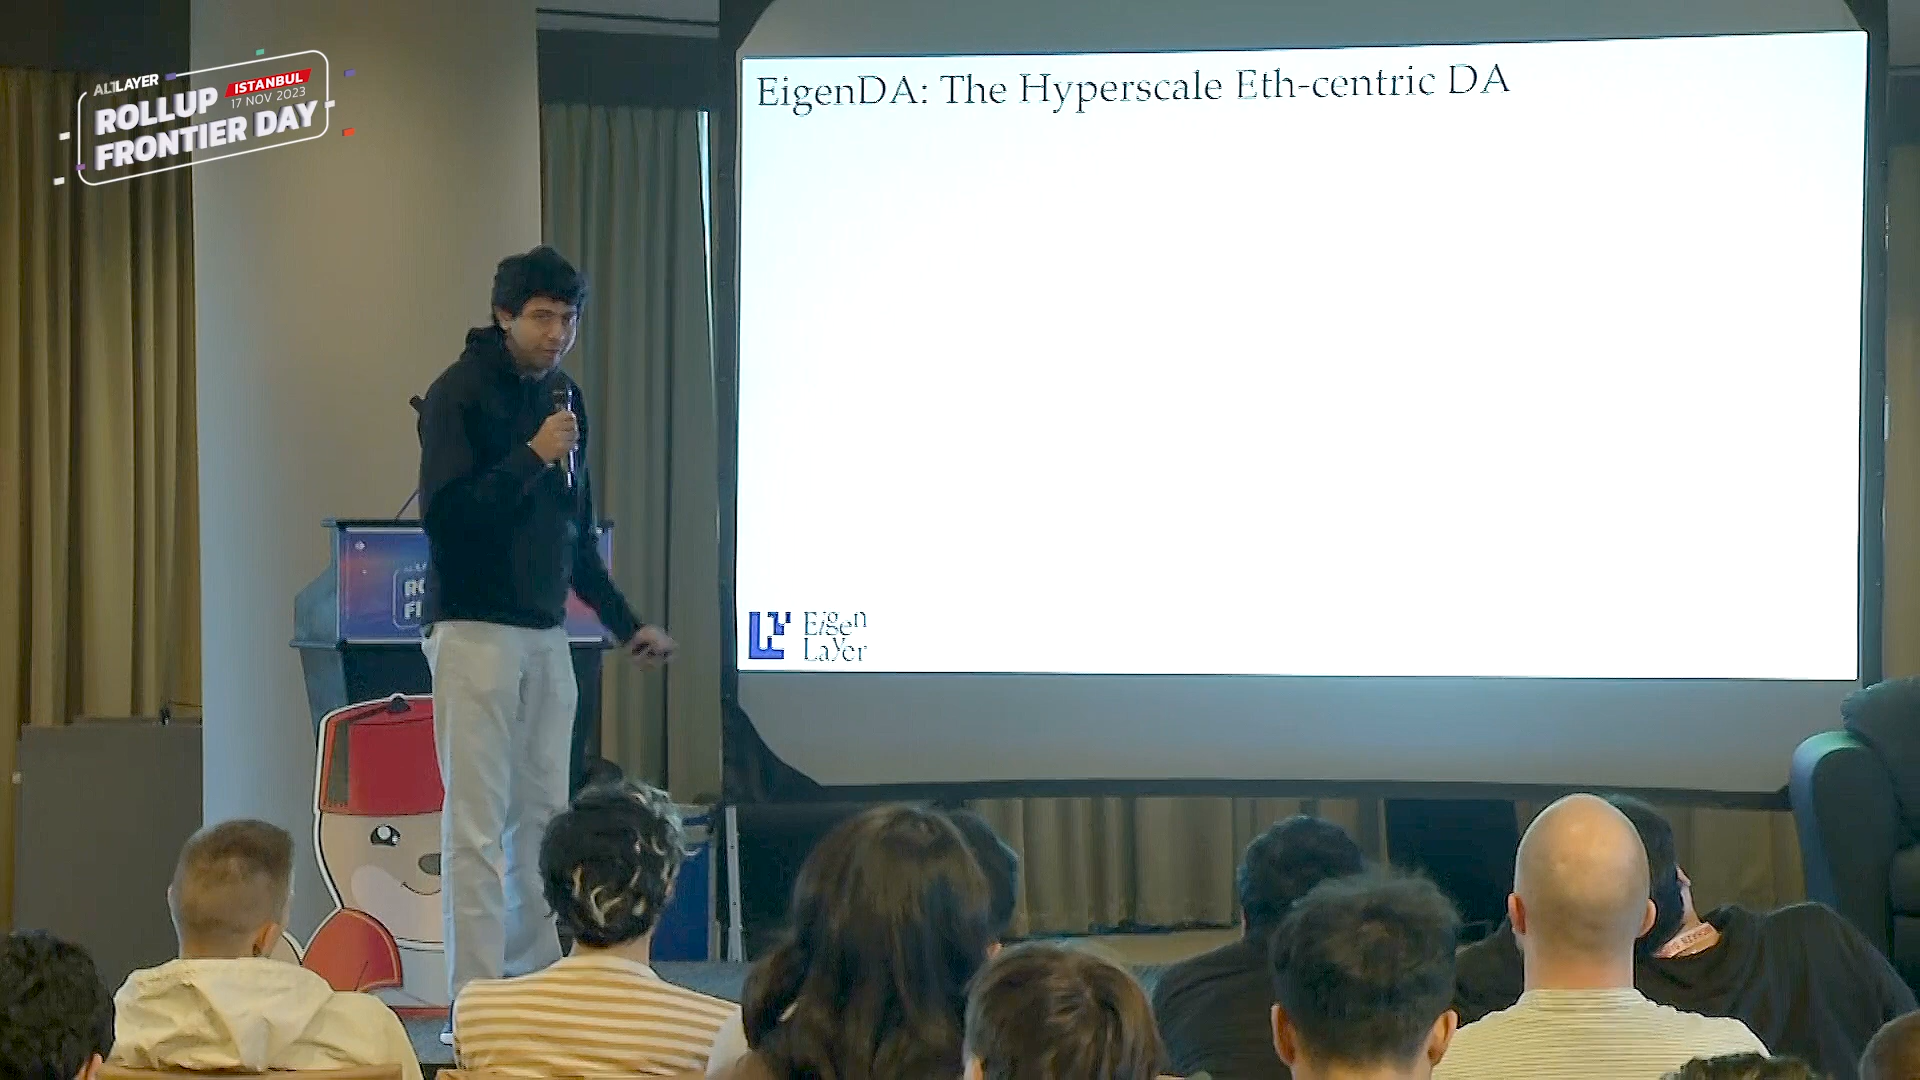 ALTLAYER
ROLLUP
FRONTIER DAY
ISTANBUL
17 NOV 2023
EigenDA: The Hyperscale Eth-centric DA
Eigen
Layer